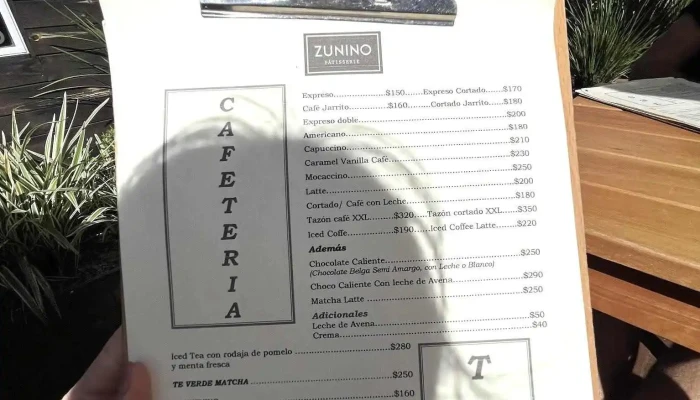 ZUNINO
PÂTISSERIE
CAFETERIA
Expreso..................$150......Expreso Cortado......$170
Café Jarrito.............$160........Cortado Jarrito.....$180
Expreso doble..................$200
Americano..................$180
Capuccino..................$210
Caramel Vanilla Café..................$230
Mocaccino..................$250
Latte..................$200
Cortado/ Café con Leche..................$180
Tazón café XXL.........$320....Tazón cortado XXL.....$350
Iced Coffe..............$190.....Iced Coffee Latte......$220
Además
Chocolate Caliente..................$250
(Chocolate Belga Semi Amargo, con Leche o Blanco)
Choco Caliente Con leche de Avena..................$290
Matcha Latte ..................$250
Adicionales
Leche de Avena..................$50
Crema..................$40
Iced Tea con rodaja de pomelo ..................$280
y menta fresca
TE VERDE MATCHA..................$250
$160
T